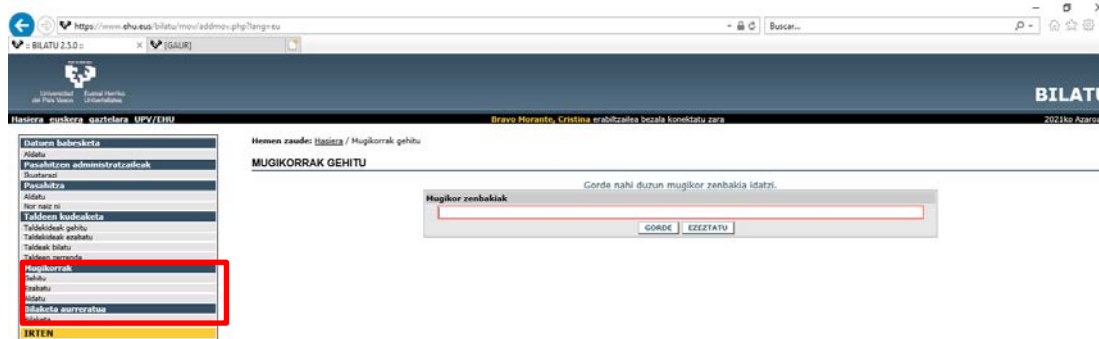 https://www.ehu.eus/bilatu/mov/addmov.php?lang=eu
Buscar...
:: BILATU 2.5.0 ::
[GAUR]
Universidad
del País Vasco
Euskal Herriko
Unibertsitatea
BILATU
Hasiera euskera gaztelara UPV/EHU
Bravo Morante, Cristina erabiltzailea bezala konektatu zara
2021ko Azaroa
Datuen babesketa
Aldatu
Pasahitzen administratzaileak
Ikustarazi
Pasahitza
Aldatu
Nor naiz ni
Taldeen kudeaketa
Taldekideak gehitu
Taldekideak ezabatu
Taldeak bilatu
Taldeen zerrenda
Mugikorrak
Gehitu
Ezabatu
Aldatu
Bilaketa aurreratua
Bilaketa
IRTEN
Hemen zaude: Hasiera / Mugikorrak gehitu
MUGIKORRAK GEHITU
Gorde nahi duzun mugikor zenbakia idatzi.
Mugikor zenbakiak
GORDE EZEZTATU